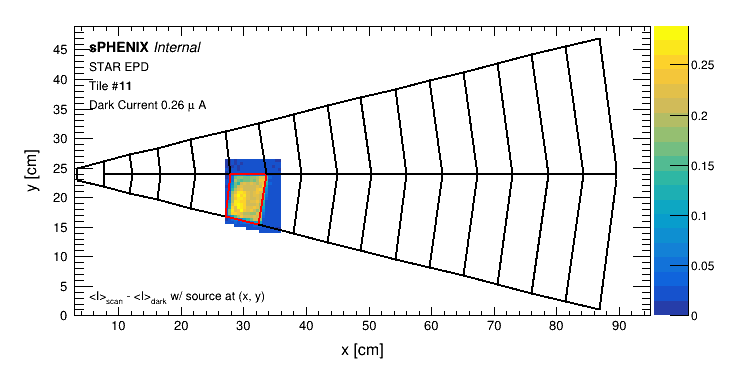 sPHENIX Internal
STAR EPD
Tile #11
Dark Current 0.26 μ A
<I>scan - <I>dark w/ source at (x, y)
y [cm]
45
40
35
30
25
20
15
10
5
0
10 20 30 40 50 60 70 80 90
x [cm]
0.25
0.2
0.15
0.1
0.05
0